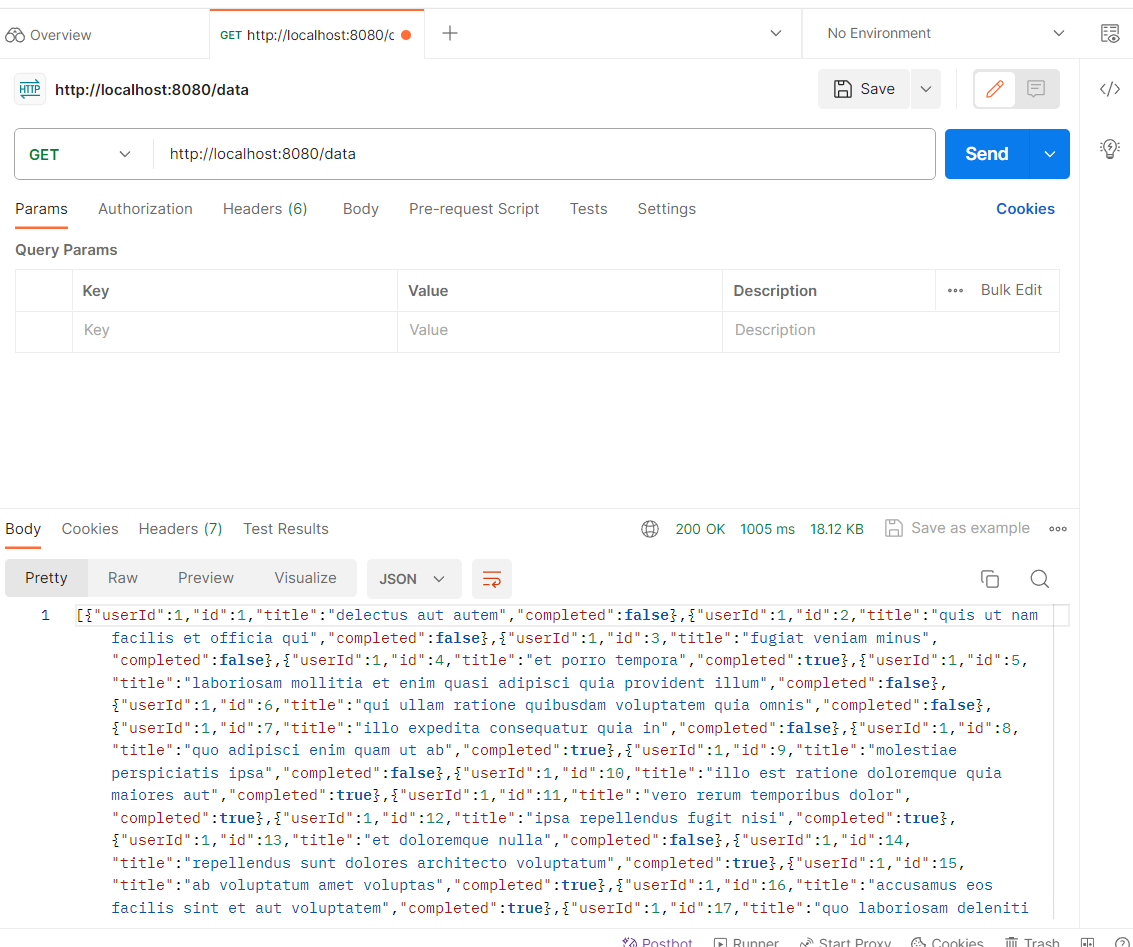 Overview
GET http://localhost:8080/c
No Environment
HTTP http://localhost:8080/data
Save
GET http://localhost:8080/data
Send
Params Authorization Headers (6) Body Pre-request Script Tests Settings Cookies
Query Params
Key Value Description Bulk Edit
Key Value Description
Body Cookies Headers (7) Test Results 200 OK 1005 ms 18.12 KB Save as example
Pretty Raw Preview Visualize JSON
1 [{"userId":1,"id":1,"title":"delectus aut autem","completed":false},{"userId":1,"id":2,"title":"quis ut nam
facilis et officia qui","completed":false},{"userId":1,"id":3,"title":"fugiat veniam minus",
"completed":false},{"userId":1,"id":4,"title":"et porro tempora","completed":true},{"userId":1,"id":5,
"title":"laboriosam mollitia et enim quasi adipisci quia provident illum","completed":false},
{"userId":1,"id":6,"title":"qui ullam ratione quibusdam voluptatem quia omnis","completed":false},
{"userId":1,"id":7,"title":"illo expedita consequatur quia in","completed":false},{"userId":1,"id":8,
"title":"quo adipisci enim quam ut ab","completed":true},{"userId":1,"id":9,"title":"molestiae
perspiciatis ipsa","completed":false},{"userId":1,"id":10,"title":"illo est ratione doloremque quia
maiores aut","completed":true},{"userId":1,"id":11,"title":"vero rerum temporibus dolor",
"completed":true},{"userId":1,"id":12,"title":"ipsa repellendus fugit nisi","completed":true},
{"userId":1,"id":13,"title":"et doloremque nulla","completed":false},{"userId":1,"id":14,
"title":"repellendus sunt dolores architecto voluptatum","completed":true},{"userId":1,"id":15,
"title":"ab voluptatum amet voluptas","completed":true},{"userId":1,"id":16,"title":"accusamus eos
facilis sint et aut voluptatem","completed":true},{"userId":1,"id":17,"title":"quo laboriosam deleniti
Postbot Runner Start Proxy Cookies Trash